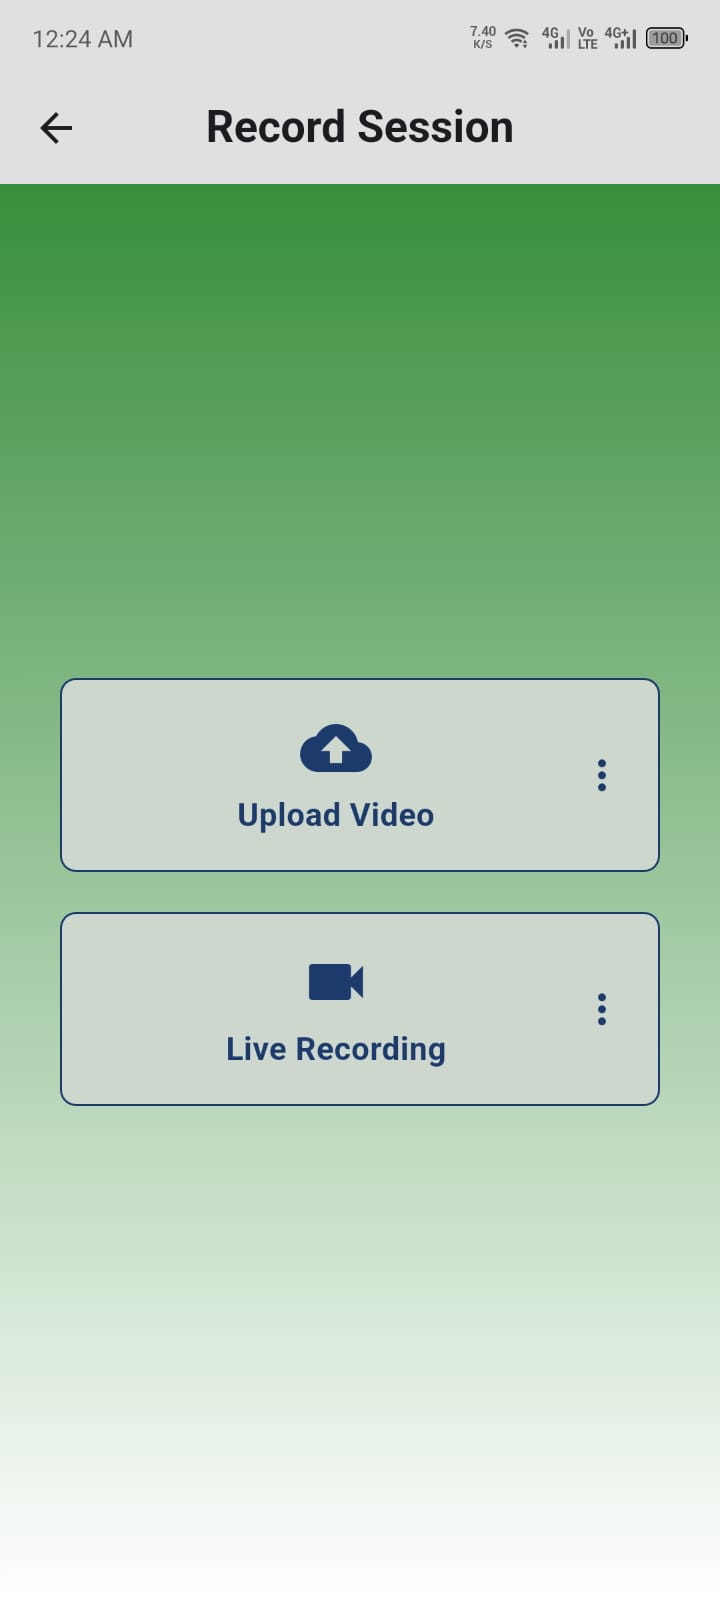 12:24 AM 7.40 K/S 4G Vo LTE 4G+ 100
Record Session
Upload Video
Live Recording